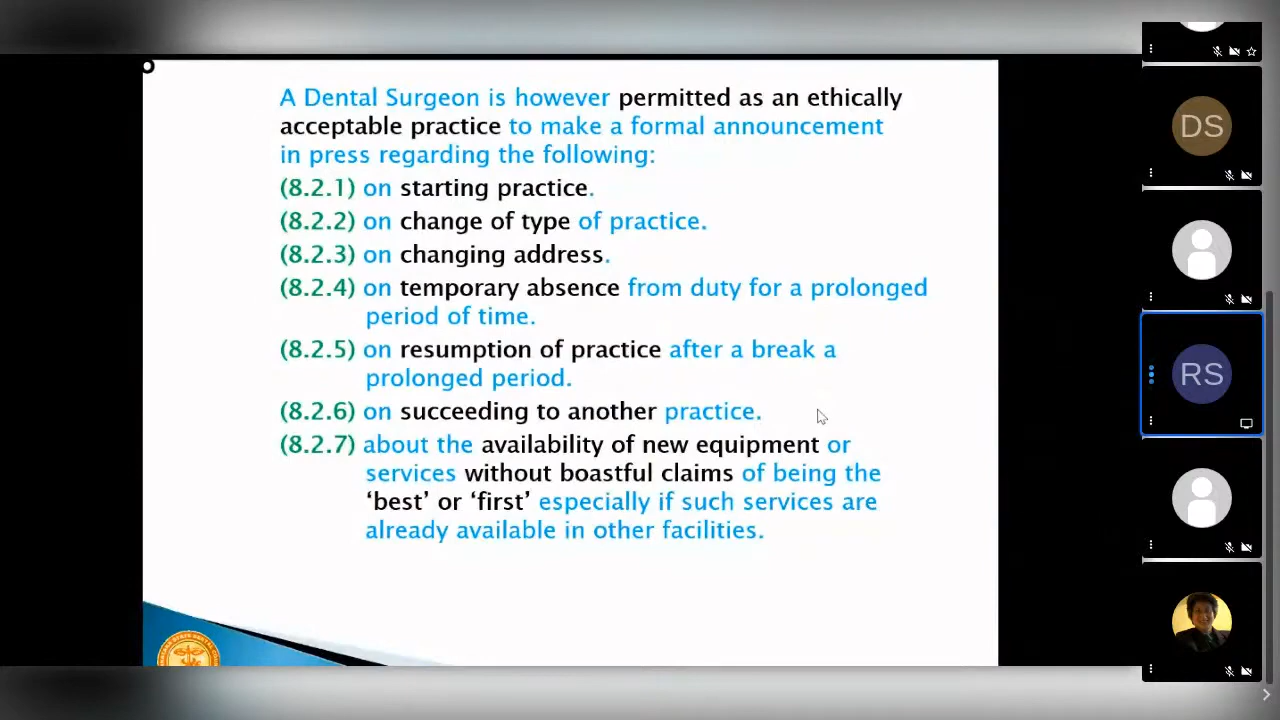 A Dental Surgeon is however permitted as an ethically
acceptable practice to make a formal announcement
in press regarding the following:
(8.2.1) on starting practice.
(8.2.2) on change of type of practice.
(8.2.3) on changing address.
(8.2.4) on temporary absence from duty for a prolonged
period of time.
(8.2.5) on resumption of practice after a break a
prolonged period.
(8.2.6) on succeeding to another practice.
(8.2.7) about the availability of new equipment or
services without boastful claims of being the
‘best’ or ‘first’ especially if such services are
already available in other facilities.
DS
RS